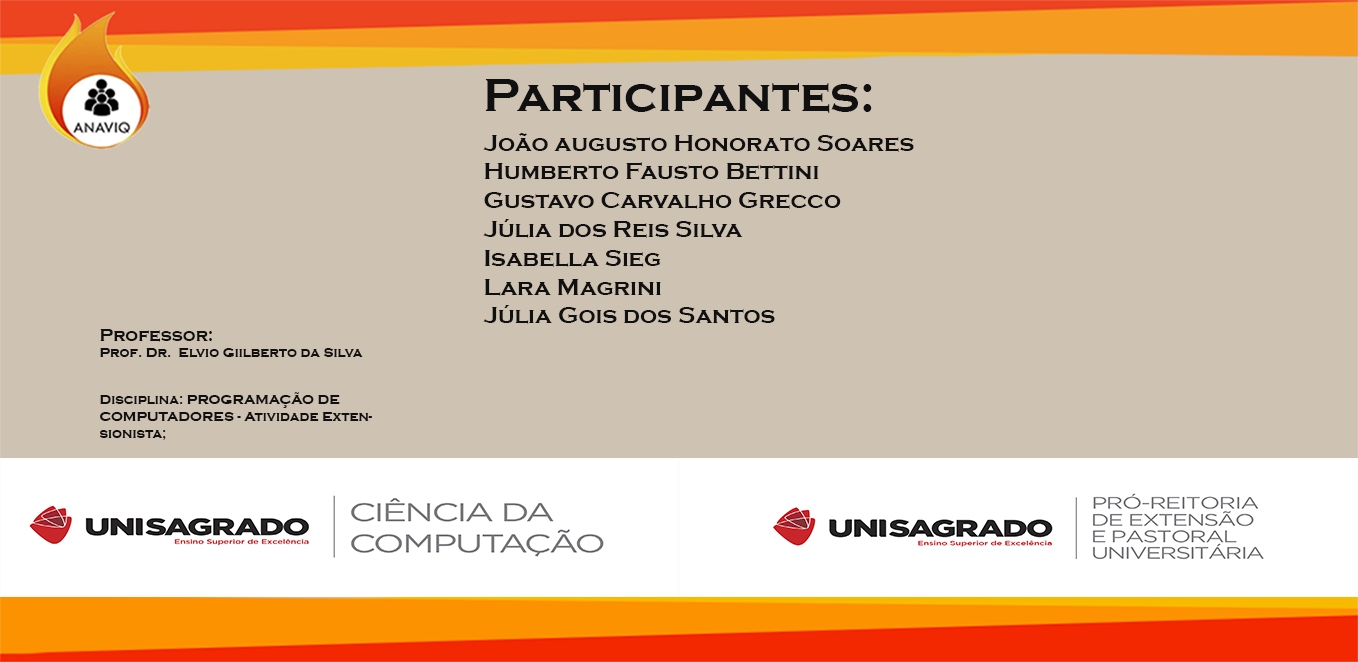 ANAVIQ
Participantes:
João augusto Honorato Soares
Humberto Fausto Bettini
Gustavo Carvalho Grecco
Júlia dos Reis Silva
Isabella Sieg
Lara Magrini
Júlia Gois dos Santos
Professor:
Prof. Dr. Elvio Giilberto da Silva
Disciplina: PROGRAMAÇÃO DE
COMPUTADORES - Atividade Exten-
sionista;
UNISAGRADO
Ensino Superior de Excelência
CIÊNCIA DA
COMPUTAÇÃO
UNISAGRADO
Ensino Superior de Excelência
PRÓ-REITORIA
DE EXTENSÃO
E PASTORAL
UNIVERSITÁRIA